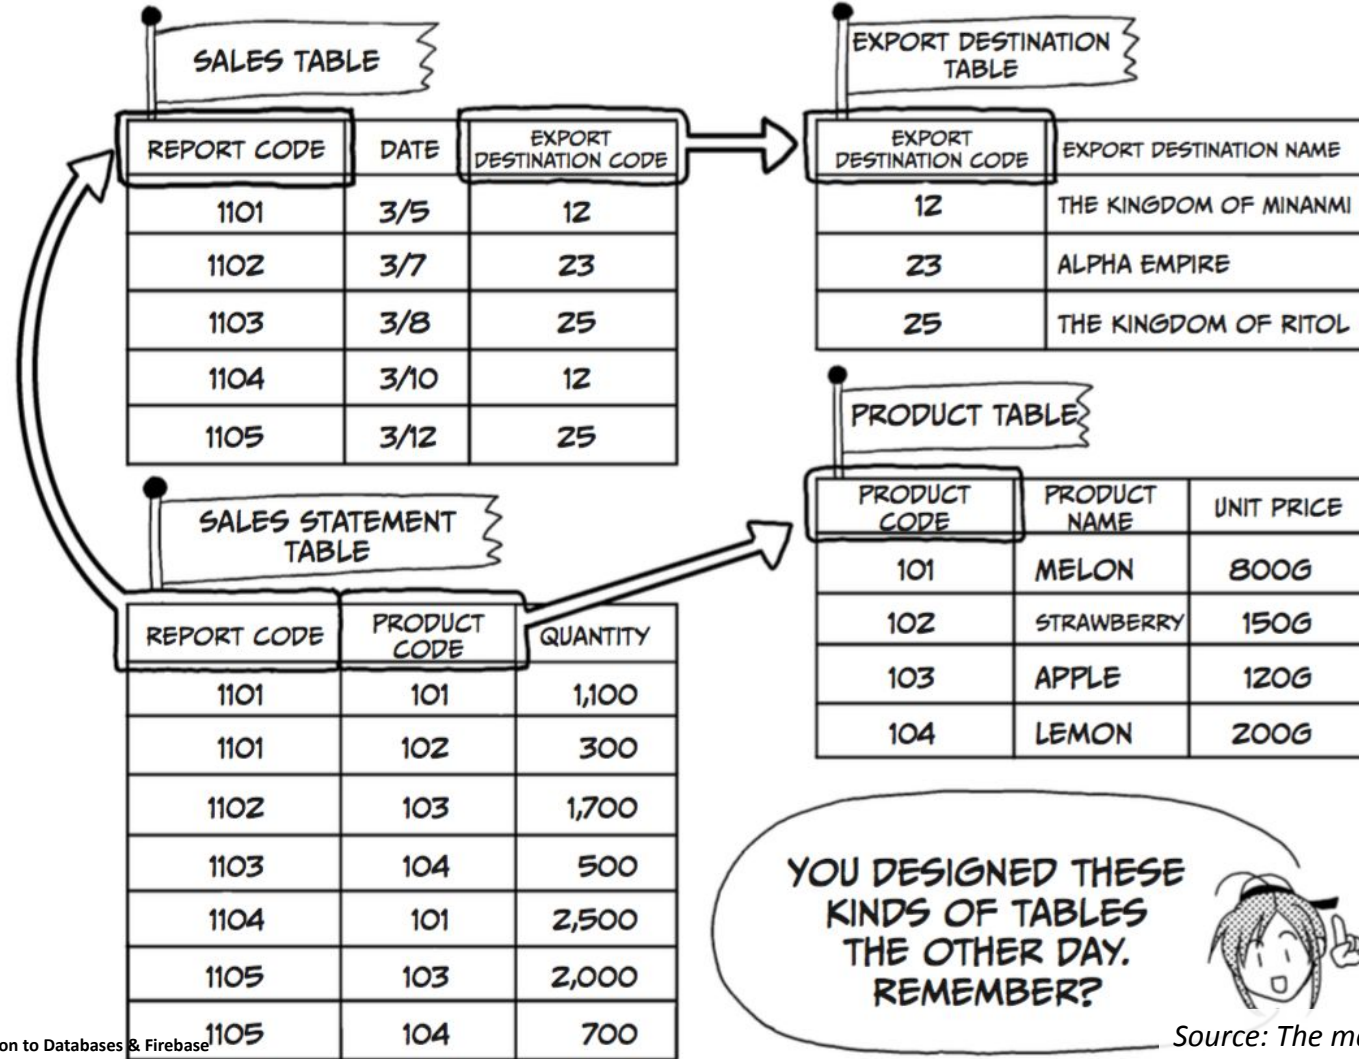 SALES TABLE
REPORT CODE DATE EXPORT DESTINATION CODE
1101 3/5 12
1102 3/7 23
1103 3/8 25
1104 3/10 12
1105 3/12 25
EXPORT DESTINATION
TABLE
EXPORT DESTINATION CODE EXPORT DESTINATION NAME
12 THE KINGDOM OF MINANMI
23 ALPHA EMPIRE
25 THE KINGDOM OF RITOL
SALES STATEMENT
TABLE
REPORT CODE PRODUCT CODE QUANTITY
1101 101 1,100
1101 102 300
1102 103 1,700
1103 104 500
1104 101 2,500
1105 103 2,000
1105 104 700
PRODUCT TABLE
PRODUCT CODE PRODUCT NAME UNIT PRICE
101 MELON 800G
102 STRAWBERRY 150G
103 APPLE 120G
104 LEMON 200G
YOU DESIGNED THESE
KINDS OF TABLES
THE OTHER DAY.
REMEMBER?
on to Databases & Firebase
Source: The m